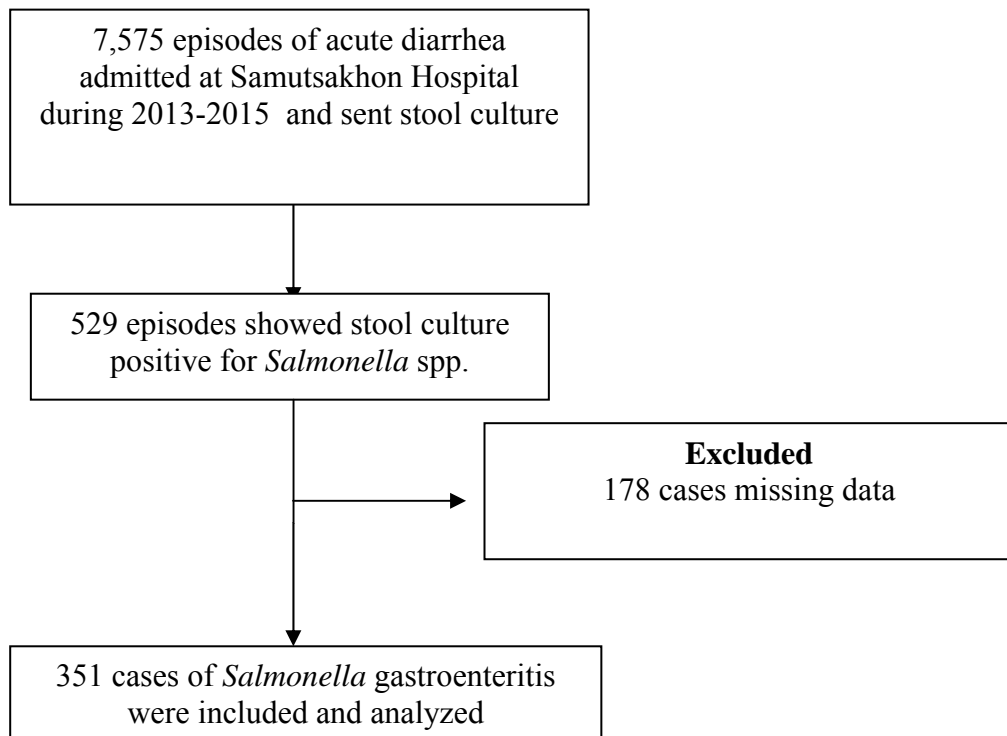 7,575 episodes of acute diarrhea
admitted at Samutsakhon Hospital
during 2013-2015 and sent stool culture
529 episodes showed stool culture
positive for Salmonella spp.
Excluded
178 cases missing data
351 cases of Salmonella gastroenteritis
were included and analyzed